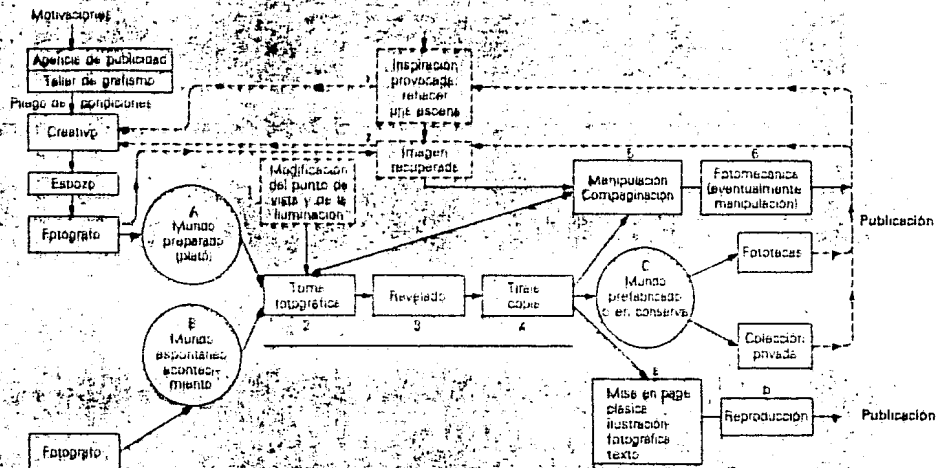 Motivaciones
Agencia de publicidad
Taller de grafismo
Pliego de condiciones
Creativo
Esbozo
Fotógrafo
A
Mundo
preparado
(plató)
B
Mundo
espontáneo
aconteci-
miento
Fotógrafo
1
Inspiración
provocada:
rehacer
una escena
2
Imagen
recuperada
Modificación
del punto de
vista y de la
iluminación
Toma
fotográfica
2
Revelado
3
Tiraje
copia
4
5
Manipulación
Compaginación
6
Fotomecánica
(eventualmente
manipulación)
Publicación
C
Mundo
prefabricado
o en conserva
Fototecas
Colección
privada
Mise en page
clásica
ilustración
fotográfica
texto
b
Reproducción
Publicación